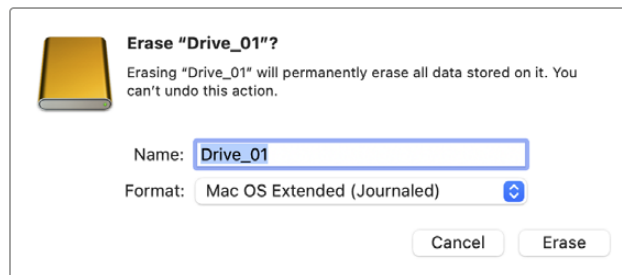 Erase “Drive_01”?
Erasing “Drive_01” will permanently erase all data stored on it. You
can’t undo this action.
Name: Drive_01
Format: Mac OS Extended (Journaled)
Cancel Erase